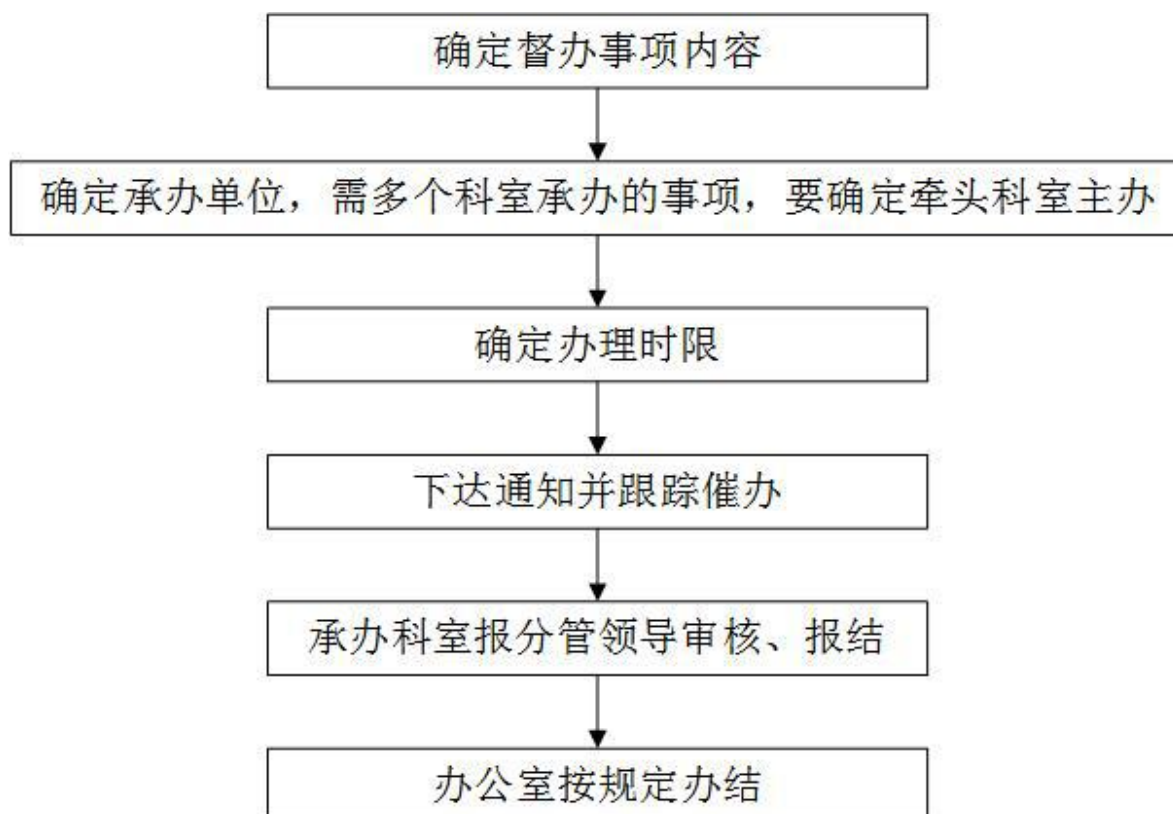 确定督办事项内容
确定承办单位，需多个科室承办的事项，要确定牵头科室主办
确定办理时限
下达通知并跟踪催办
承办科室报分管领导审核、报结
办公室按规定办结